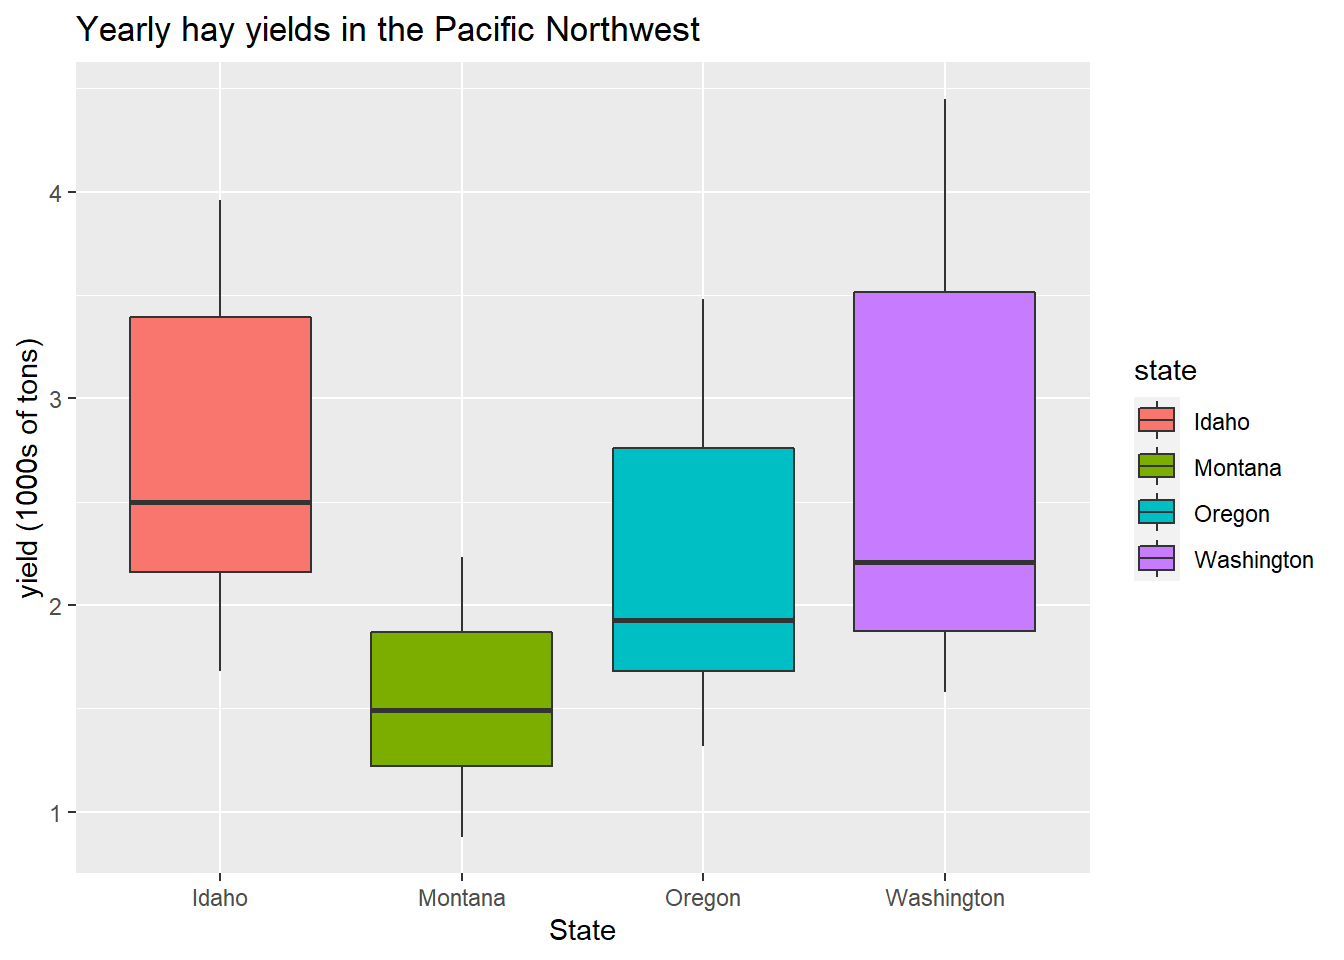 Yearly hay yields in the Pacific Northwest
yield (1000s of tons)
4
3
2
1
Idaho
Montana
Oregon
Washington
State
state
Idaho
Montana
Oregon
Washington